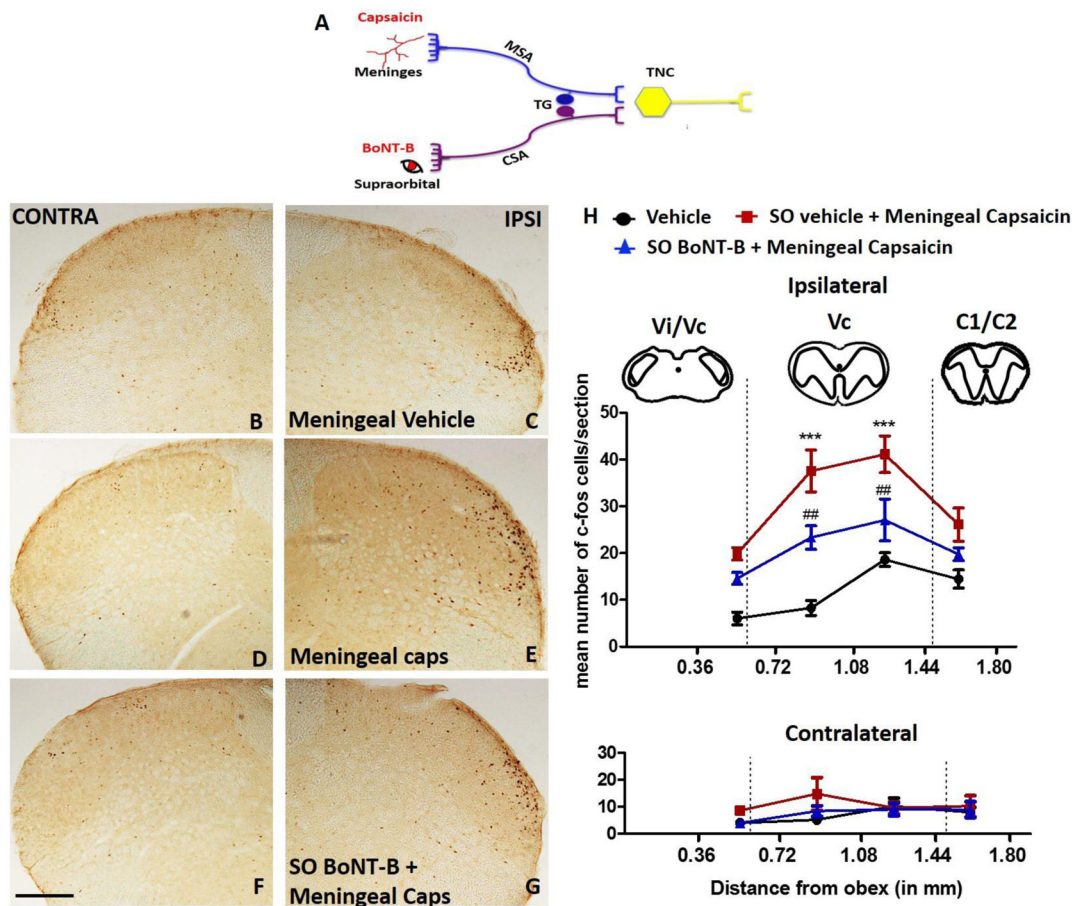 A
Capsaicin
Meninges
MSA
TNC
TG
BoNT-B
CSA
Supraorbital
CONTRA
IPSI
B
Meningeal Vehicle
C
D
Meningeal caps
E
F
SO BoNT-B +
Meningeal Caps
G
H
Vehicle
SO vehicle + Meningeal Capsaicin
SO BoNT-B + Meningeal Capsaicin
Ipsilateral
Vi/Vc
Vc
C1/C2
mean number of c-fos cells/section
50
40
30
20
10
0
***
***
##
##
0.36 0.72 1.08 1.44 1.80
Contralateral
30
20
10
0
0.36 0.72 1.08 1.44 1.80
Distance from obex (in mm)